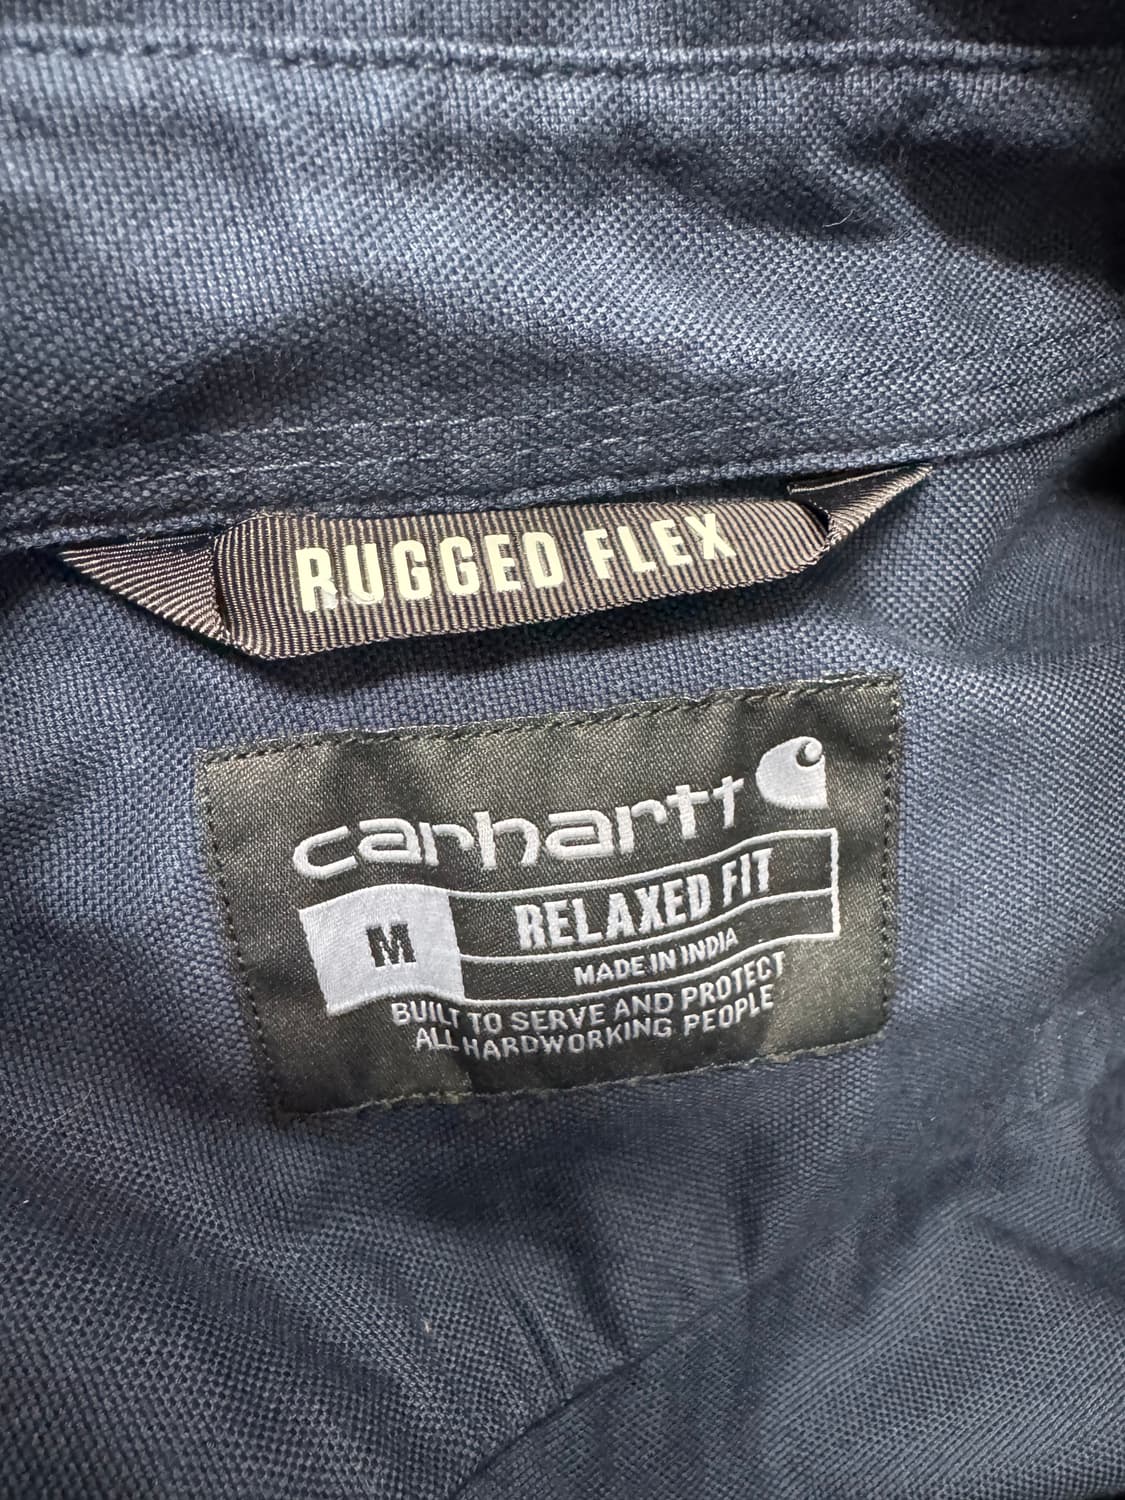 RUGGED FLEX
carhartt
M
RELAXED FIT
MADE IN INDIA
BUILT TO SERVE AND PROTECT
ALL HARDWORKING PEOPLE